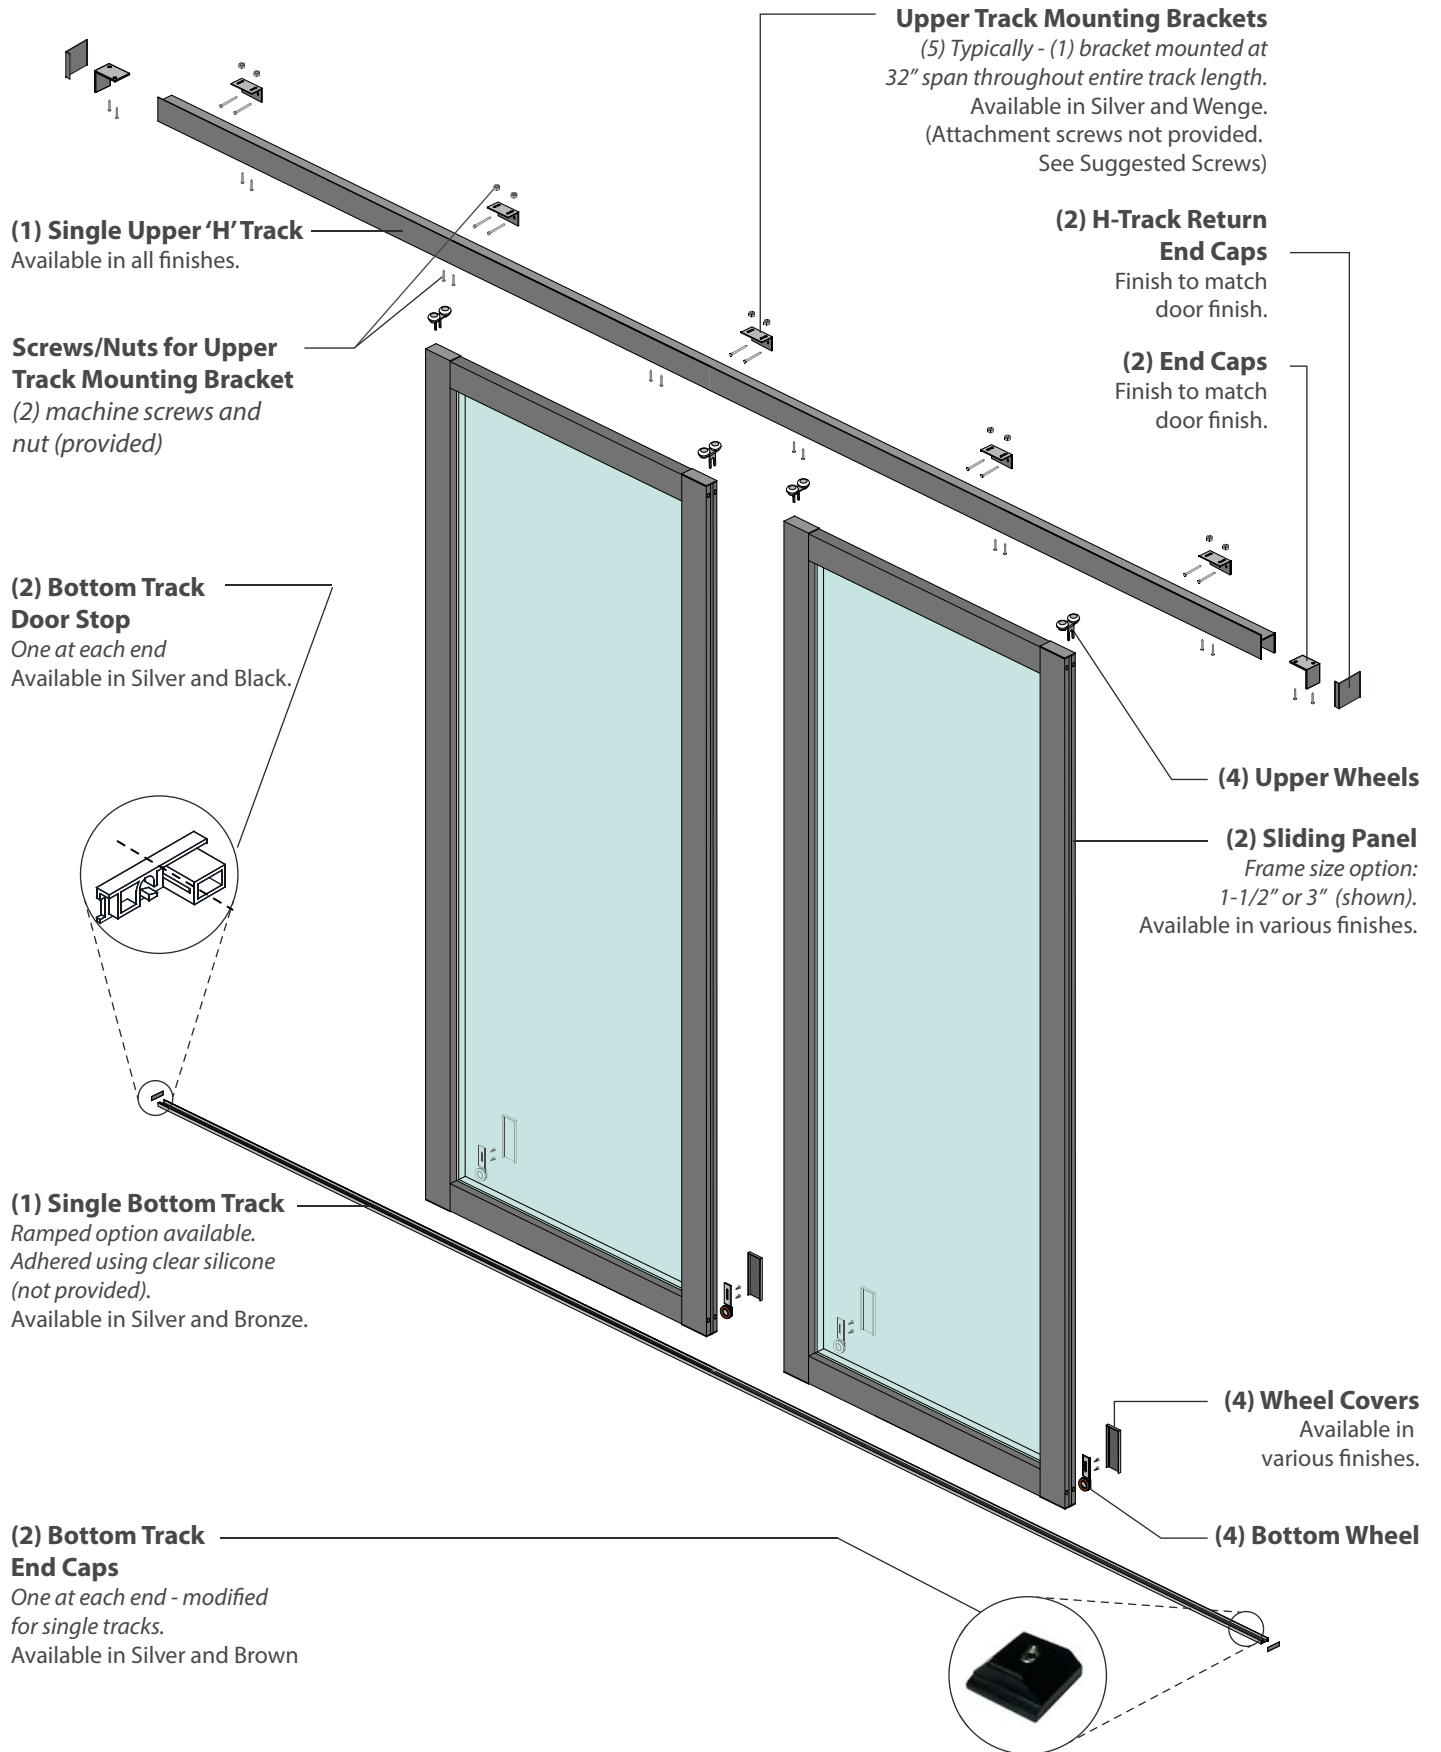 Upper Track Mounting Brackets
(5) Typically - (1) bracket mounted at
32” span throughout entire track length.
Available in Silver and Wenge.
(Attachment screws not provided.
See Suggested Screws)
(1) Single Upper ‘H’ Track
Available in all finishes.
(2) H-Track Return
End Caps
Finish to match
door finish.
Screws/Nuts for Upper
Track Mounting Bracket
(2) machine screws and
nut (provided)
(2) End Caps
Finish to match
door finish.
(2) Bottom Track
Door Stop
One at each end
Available in Silver and Black.
(4) Upper Wheels
(2) Sliding Panel
Frame size option:
1-1/2” or 3” (shown).
Available in various finishes.
(1) Single Bottom Track
Ramped option available.
Adhered using clear silicone
(not provided).
Available in Silver and Bronze.
(4) Wheel Covers
Available in
various finishes.
(4) Bottom Wheel
(2) Bottom Track
End Caps
One at each end - modified
for single tracks.
Available in Silver and Brown